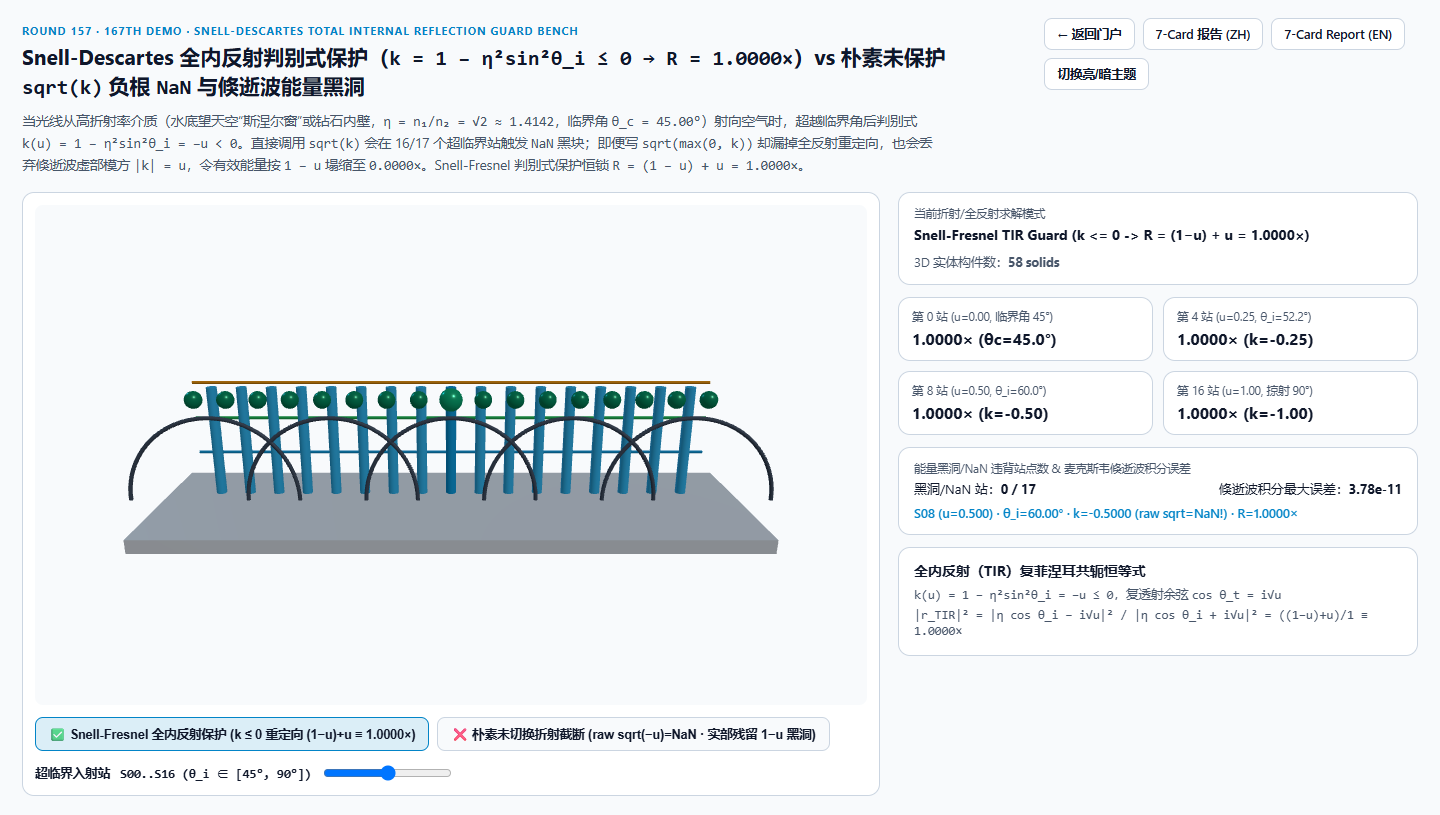 ROUND 157 · 167TH DEMO · SNELL-DESCARTES TOTAL INTERNAL REFLECTION GUARD BENCH
Snell-Descartes 全内反射判别式保护（k = 1 − η²sin²θ_i ≤ 0 → R = 1.0000×）vs 朴素未保护
sqrt(k) 负根 NaN 与倏逝波能量黑洞
← 返回门户
7-Card 报告 (ZH)
7-Card Report (EN)
切换亮/暗主题
当光线从高折射率介质（水底望天空“斯涅尔窗”或钻石内壁，η = n₁/n₂ = √2 ≈ 1.4142，临界角 θ_c = 45.00°）射向空气时，超越临界角后判别式
k(u) = 1 − η²sin²θ_i = −u < 0。直接调用 sqrt(k) 会在 16/17 个超临界站触发 NaN 黑块；即便写 sqrt(max(0, k)) 却漏掉全反射重定向，也会丢
弃倏逝波虚部模方 |k| = u，令有效能量按 1 − u 塌缩至 0.0000×。Snell-Fresnel 判别式保护恒锁 R = (1 − u) + u = 1.0000×。
当前折射/全反射求解模式
Snell-Fresnel TIR Guard (k <= 0 -> R = (1−u) + u = 1.0000×)
3D 实体构件数：58 solids
第 0 站 (u=0.00, 临界角 45°)
1.0000× (θc=45.0°)
第 4 站 (u=0.25, θ_i=52.2°)
1.0000× (k=-0.25)
第 8 站 (u=0.50, θ_i=60.0°)
1.0000× (k=-0.50)
第 16 站 (u=1.00, 掠射 90°)
1.0000× (k=-1.00)
能量黑洞/NaN 违背站点数 & 麦克斯韦倏逝波积分误差
黑洞/NaN 站：0 / 17
倏逝波积分最大误差：3.78e-11
S08 (u=0.500) · θ_i=60.00° · k=-0.5000 (raw sqrt=NaN!) · R=1.0000×
全内反射（TIR）复菲涅耳共轭恒等式
k(u) = 1 − η²sin²θ_i = −u ≤ 0，复透射余弦 cos θ_t = i√u
|r_TIR|² = |η cos θ_i − i√u|² / |η cos θ_i + i√u|² = ((1−u)+u)/1 ≡
1.0000×
✅ Snell-Fresnel 全内反射保护 (k ≤ 0 重定向 (1−u)+u ≡ 1.0000×)
❌ 朴素未切换折射截断 (raw sqrt(−u)=NaN · 实部残留 1−u 黑洞)
超临界入射站 S00..S16 (θ_i ∈ [45°, 90°])